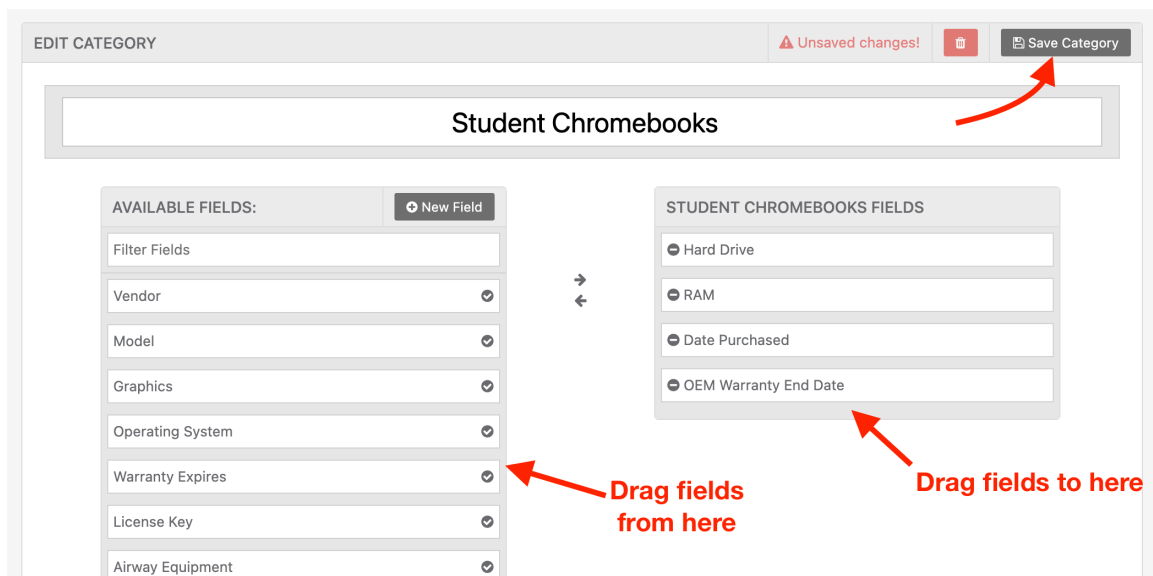 EDIT CATEGORY
Unsaved changes!
Save Category
Student Chromebooks
AVAILABLE FIELDS:
New Field
Filter Fields
Vendor
Model
Graphics
Operating System
Warranty Expires
License Key
Airway Equipment
STUDENT CHROMEBOOKS FIELDS
Hard Drive
RAM
Date Purchased
OEM Warranty End Date
Drag fields
from here
Drag fields to here